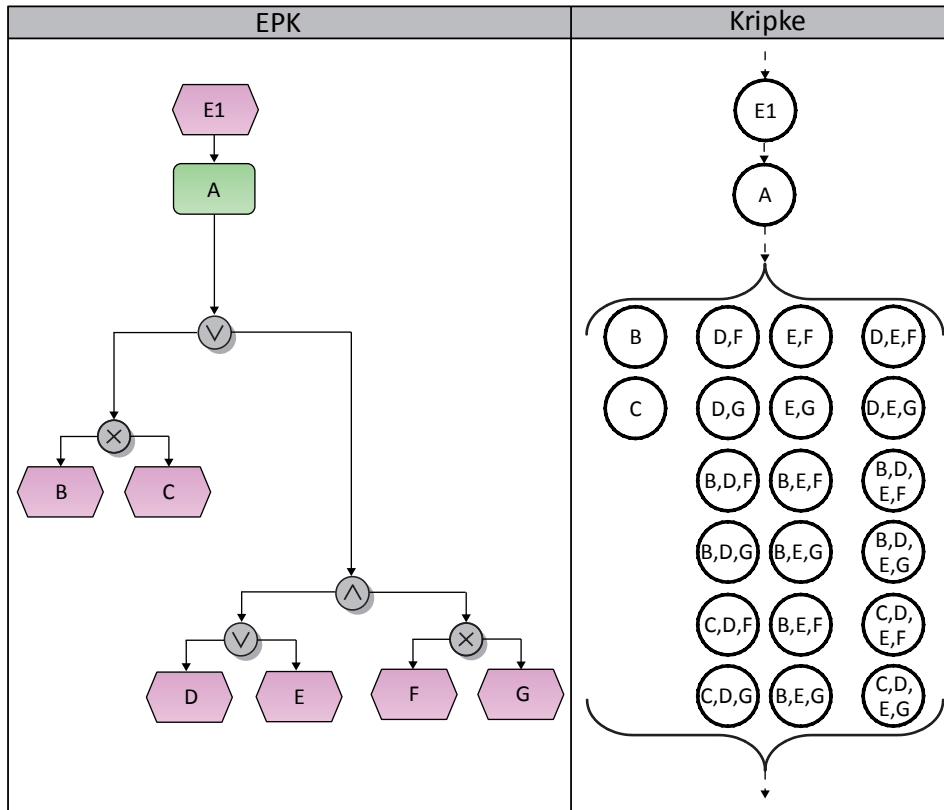 EPK
E1
A
∨
×
B
C
∧
∨
×
D
E
F
G
Kripke
E1
A
B
D,F
E,F
D,E,F
C
D,G
E,G
D,E,G
B,D,F
B,E,F
B,D,
E,F
B,D,G
B,E,G
B,D,
E,G
C,D,F
B,E,F
C,D,
E,F
C,D,G
B,E,G
C,D,
E,G